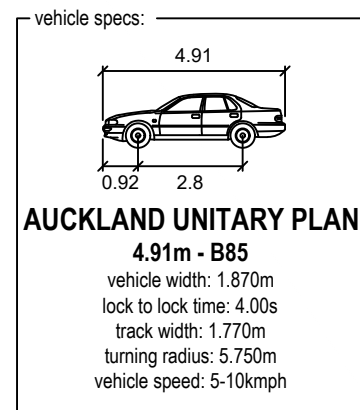 vehicle specs:
4.91
0.92 2.8
AUCKLAND UNITARY PLAN
4.91m - B85
vehicle width: 1.870m
lock to lock time: 4.00s
track width: 1.770m
turning radius: 5.750m
vehicle speed: 5-10kmph